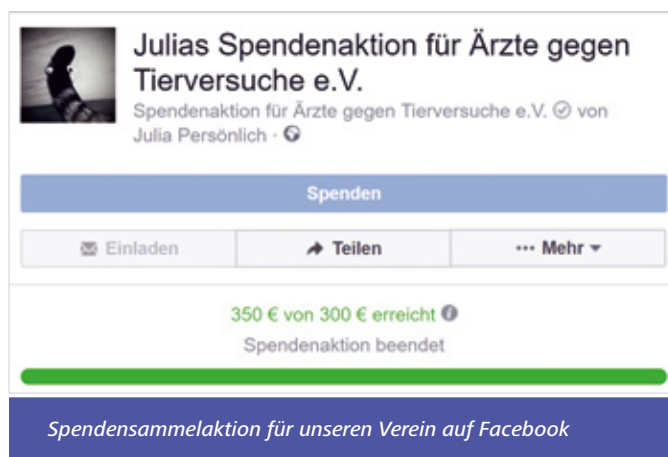 Julias Spendenaktion für Ärzte gegen
Tierversuche e.V.
Spendenaktion für Ärzte gegen Tierversuche e.V. von
Julia Persönlich ·
Spenden
Einladen
Teilen
••• Mehr
350 € von 300 € erreicht
Spendenaktion beendet
Spendensammelaktion für unseren Verein auf Facebook